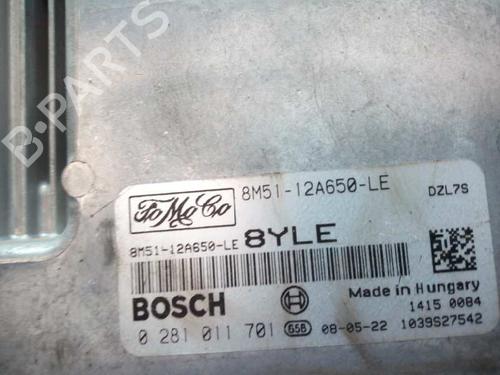 B-PARTS
FoMoCo
8M51-12A650-LE
DZL7S
8M51-12A650-LE 8YLE
BOSCH
Made in Hungary
1415 0084
0 281 011 701 G5B 08-05-22 1039S27542